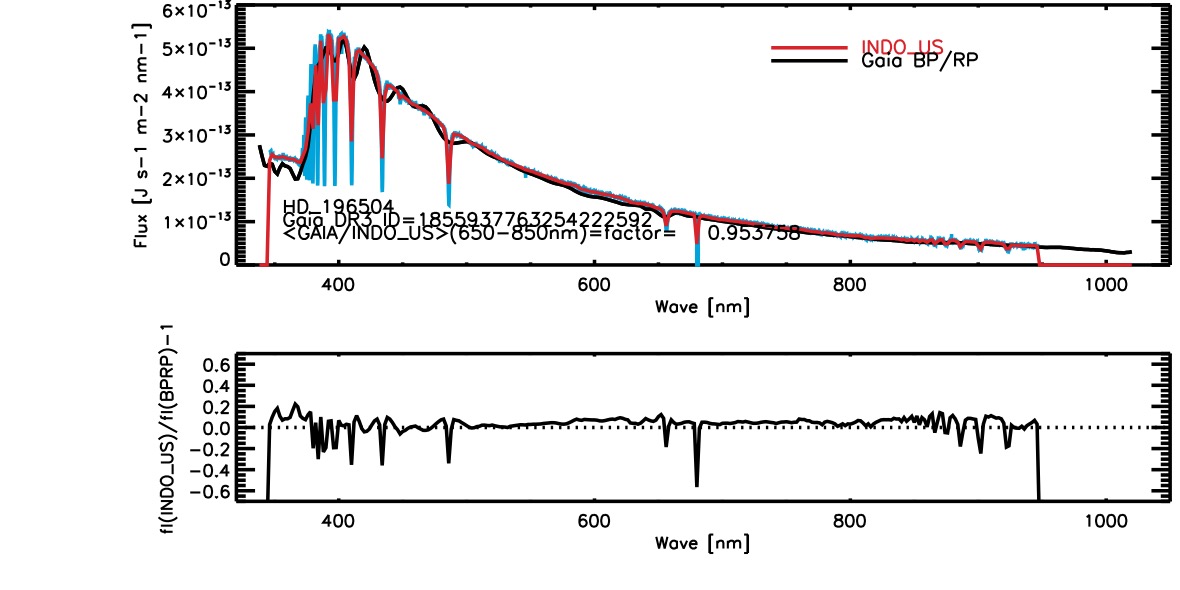 6×10−13
5×10−13
4×10−13
3×10−13
2×10−13
1×10−13
0
Flux [J s−1 m−2 nm−1]
INDO_US
Gaia BP/RP
HD_196504
Gaia DR3_ID=1855937763254222592
<GAIA/INDO_US>(650−850nm)=factor= 0.953758
400 600 800 1000
Wave [nm]
fl(INDO_US)/fl(BPRP)−1
0.6
0.4
0.2
0.0
−0.2
−0.4
−0.6
400 600 800 1000
Wave [nm]